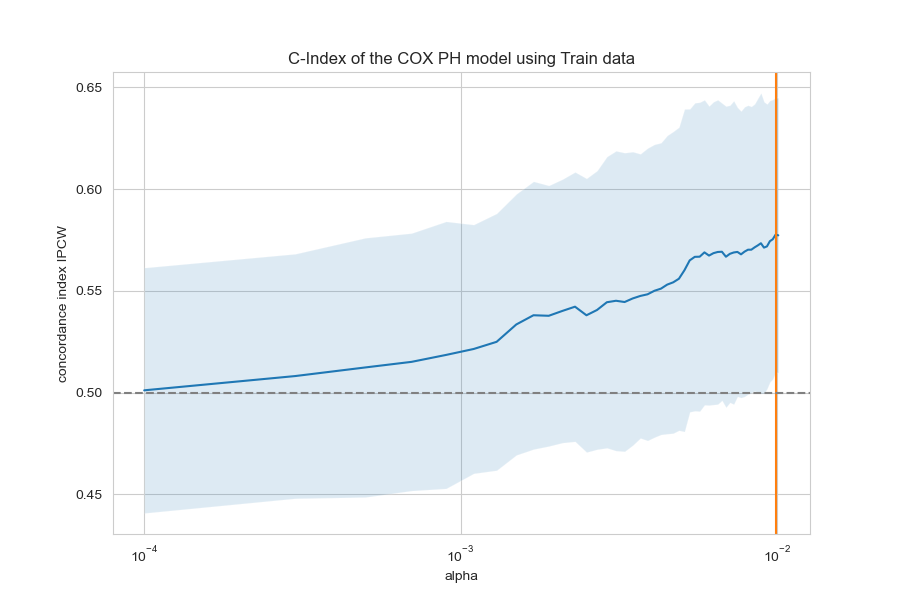 C-Index of the COX PH model using Train data
concordance index IPCW
0.65
0.60
0.55
0.50
0.45
10⁻⁴
10⁻³
10⁻²
alpha